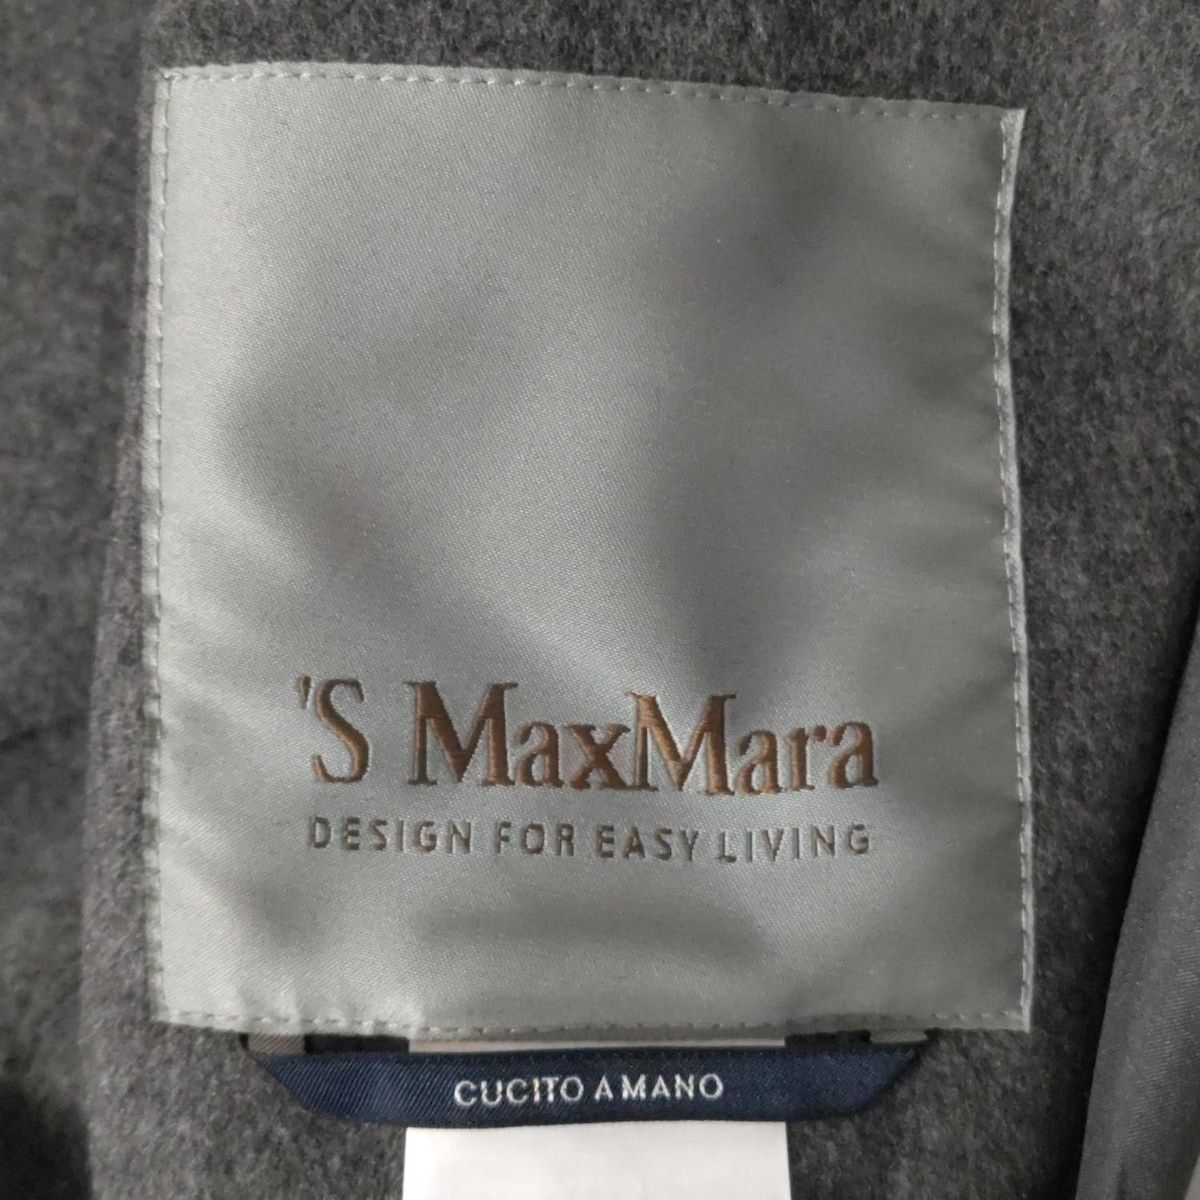 'S MaxMara
DESIGN FOR EASY LIVING
CUCITO A MANO